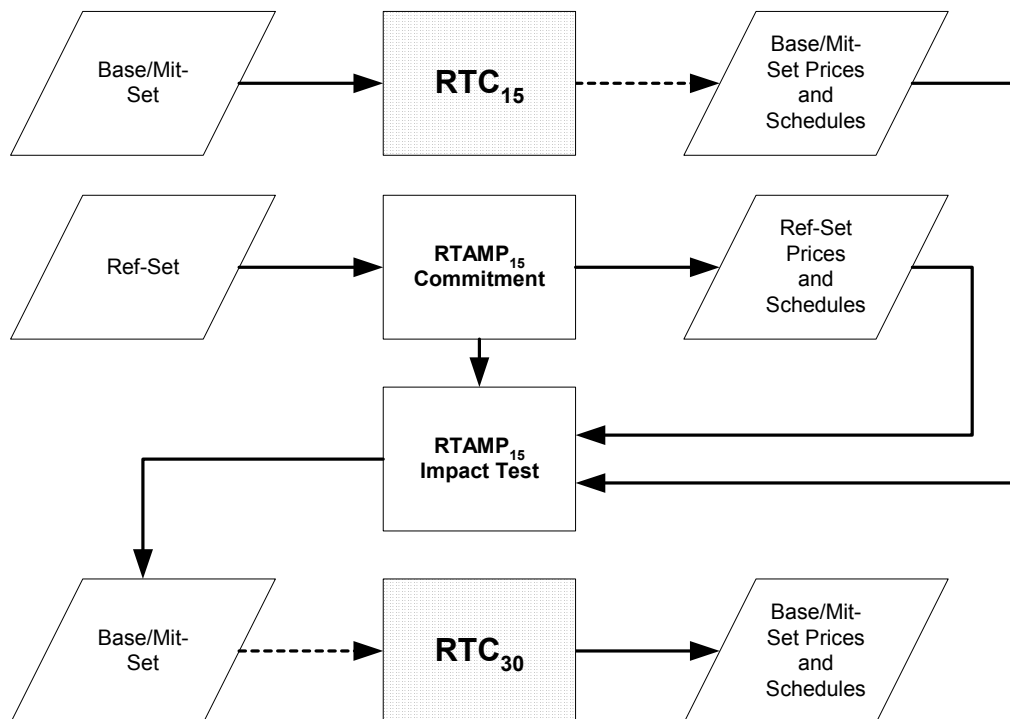 Base/Mit-
Set
RTC15
Base/Mit-
Set Prices
and
Schedules
Ref-Set
RTAMP15
Commitment
Ref-Set
Prices
and
Schedules
RTAMP15
Impact Test
Base/Mit-
Set
RTC30
Base/Mit-
Set Prices
and
Schedules